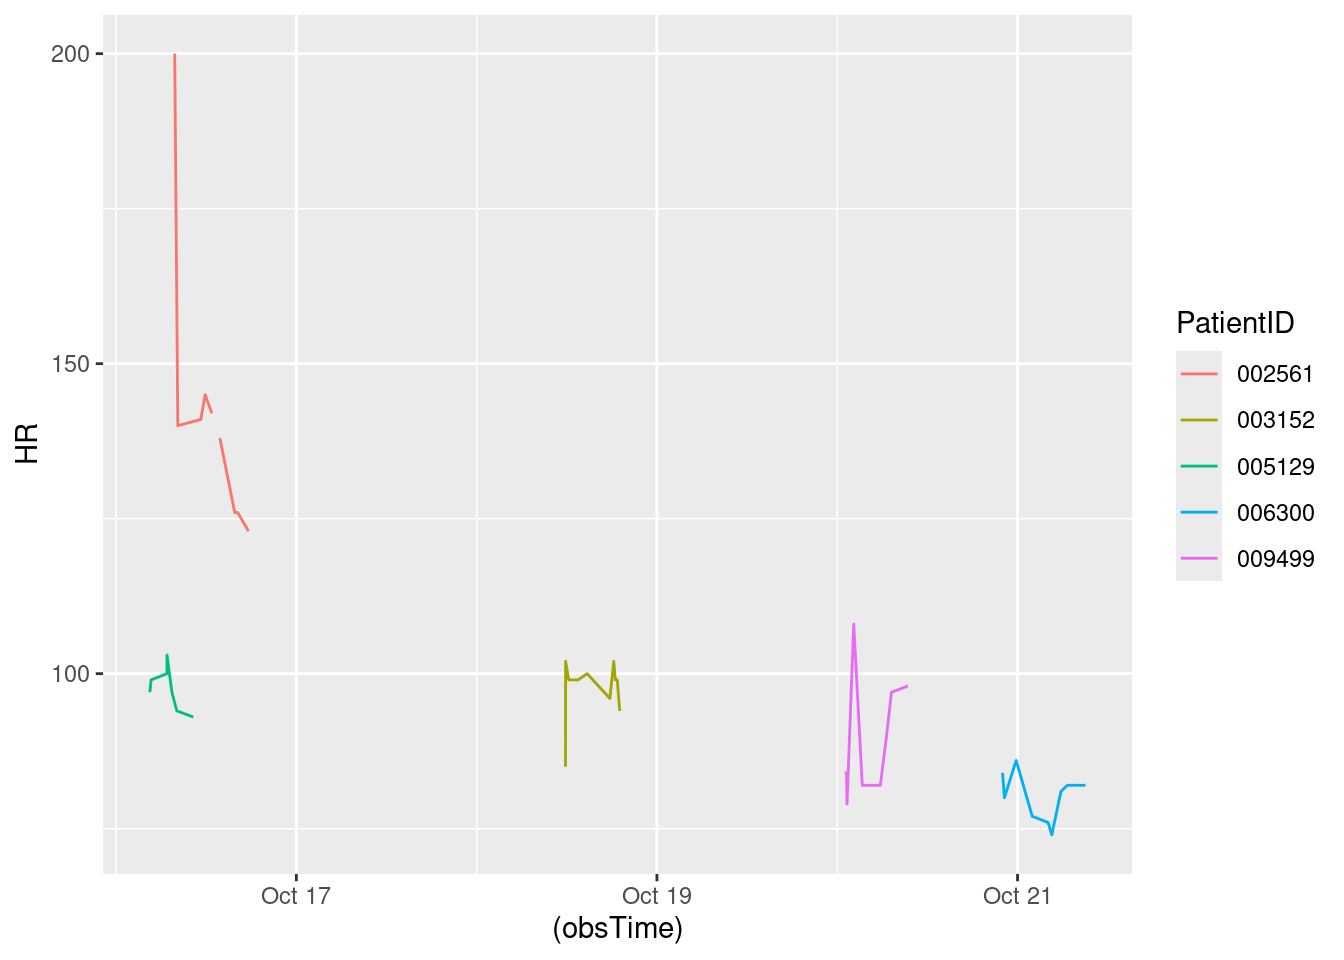 200
150
100
HR
Oct 17
Oct 19
Oct 21
(obsTime)
PatientID
002561
003152
005129
006300
009499